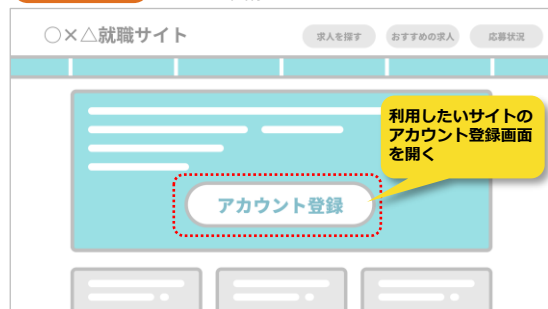 ○×△就職サイト
求人を探す
おすすめの求人
応募状況
利用したいサイトの
アカウント登録画面
を開く
アカウント登録